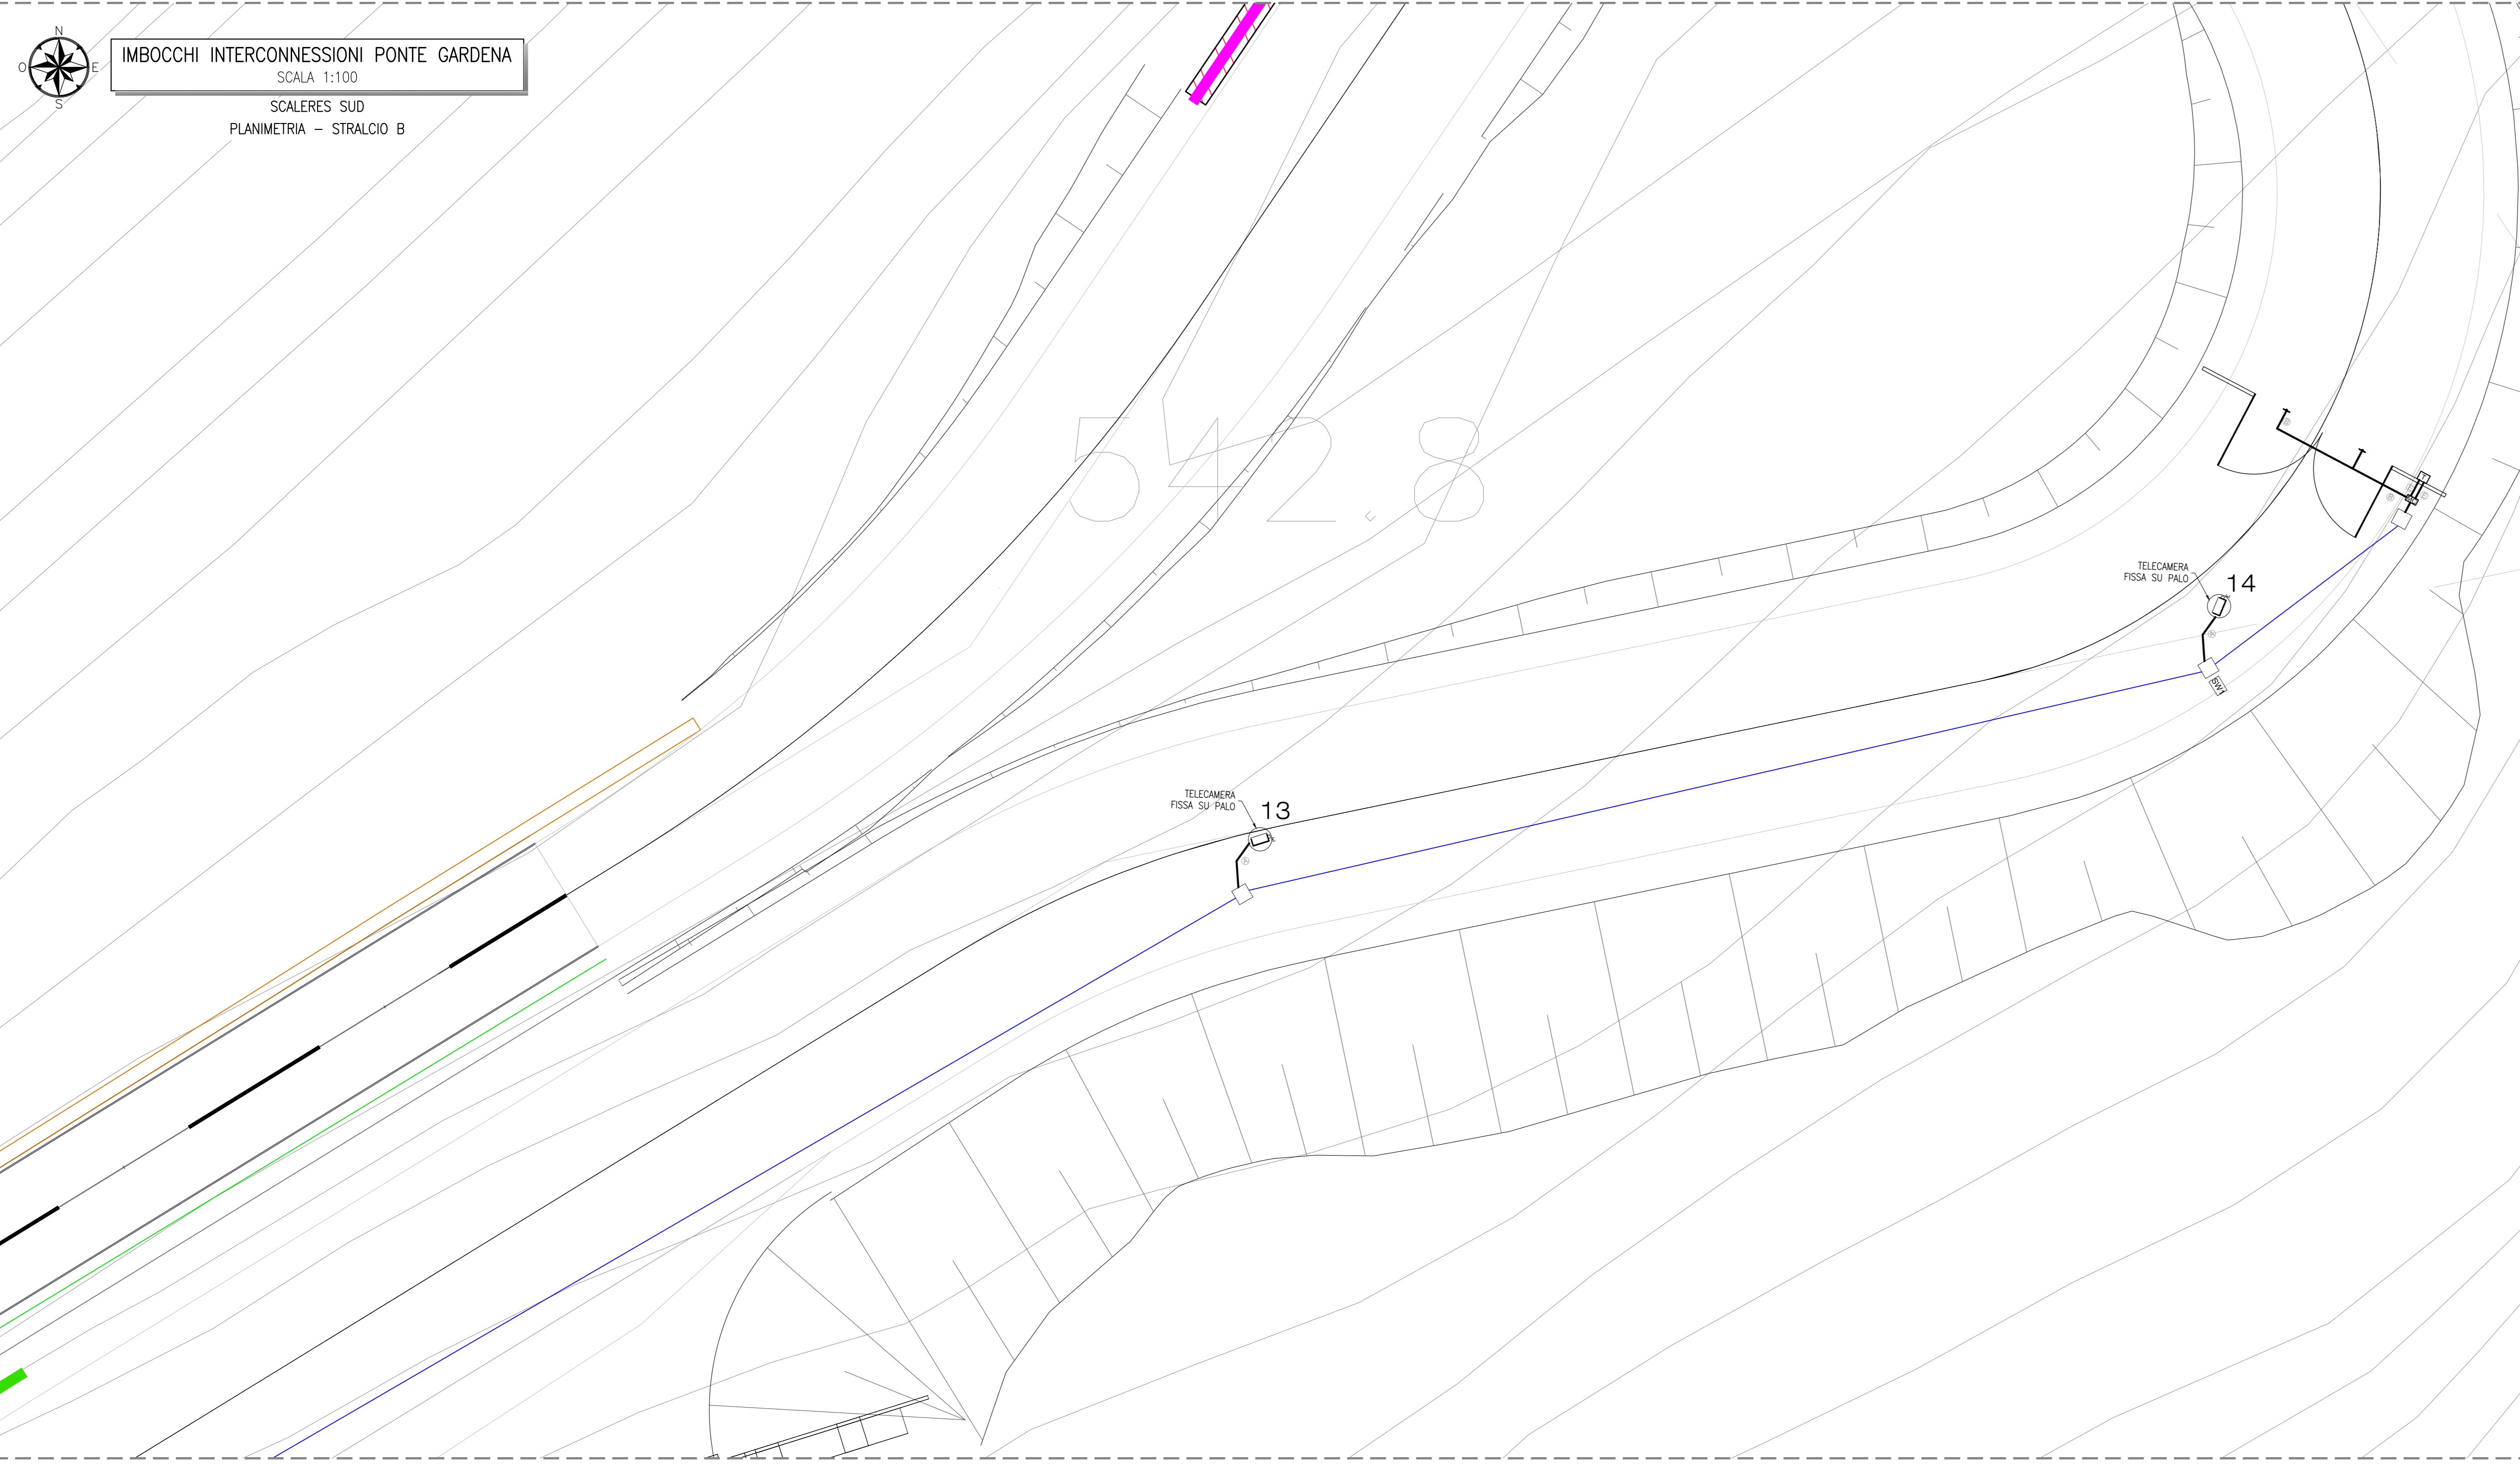 N
O E
S
IMBOCCHI INTERCONNESSIONI PONTE GARDENA
SCALA 1:100
SCALERES SUD
PLANIMETRIA – STRALCIO B
542.8
TELECAMERA
FISSA SU PALO
14
SW1
TELECAMERA
FISSA SU PALO
13